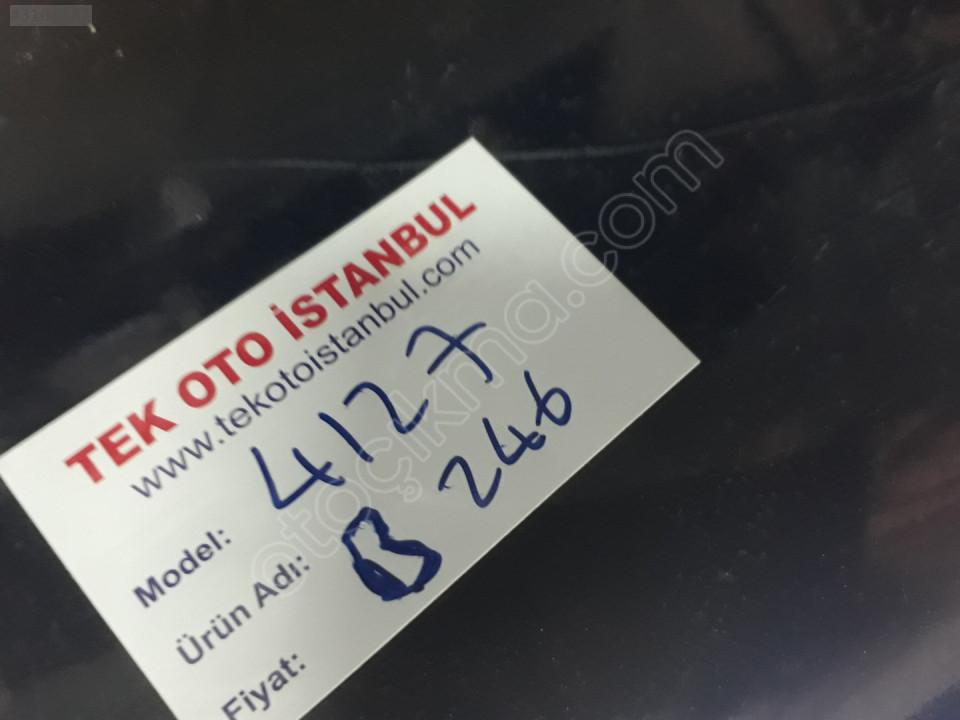 TEK OTO İSTANBUL
www.tekotoistanbul.com
Model: 4127
Ürün Adı: B 246
Fiyat:
otoçıkma.com